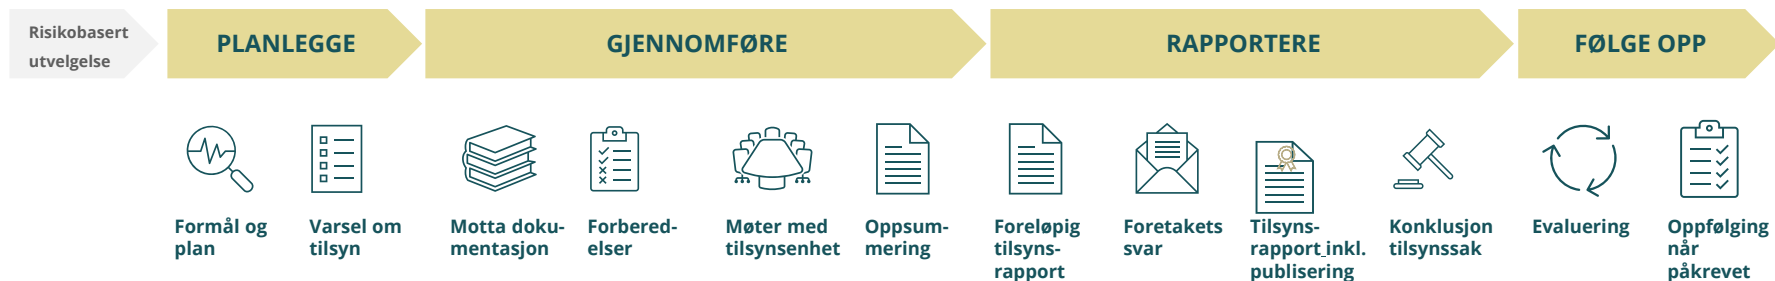 Risikobasert
utvelgelse
PLANLEGGE
GJENNOMFØRE
RAPPORTERE
FØLGE OPP
Formål og
plan
Varsel om
tilsyn
Motta doku-
mentasjon
Forbered-
elser
Møter med
tilsynsenhet
Oppsum-
mering
Foreløpig
tilsyns-
rapport
Foretakets
svar
Tilsyns-
rapport inkl.
publisering
Konklusjon
tilsynssak
Evaluering
Oppfølging
når
påkrevet